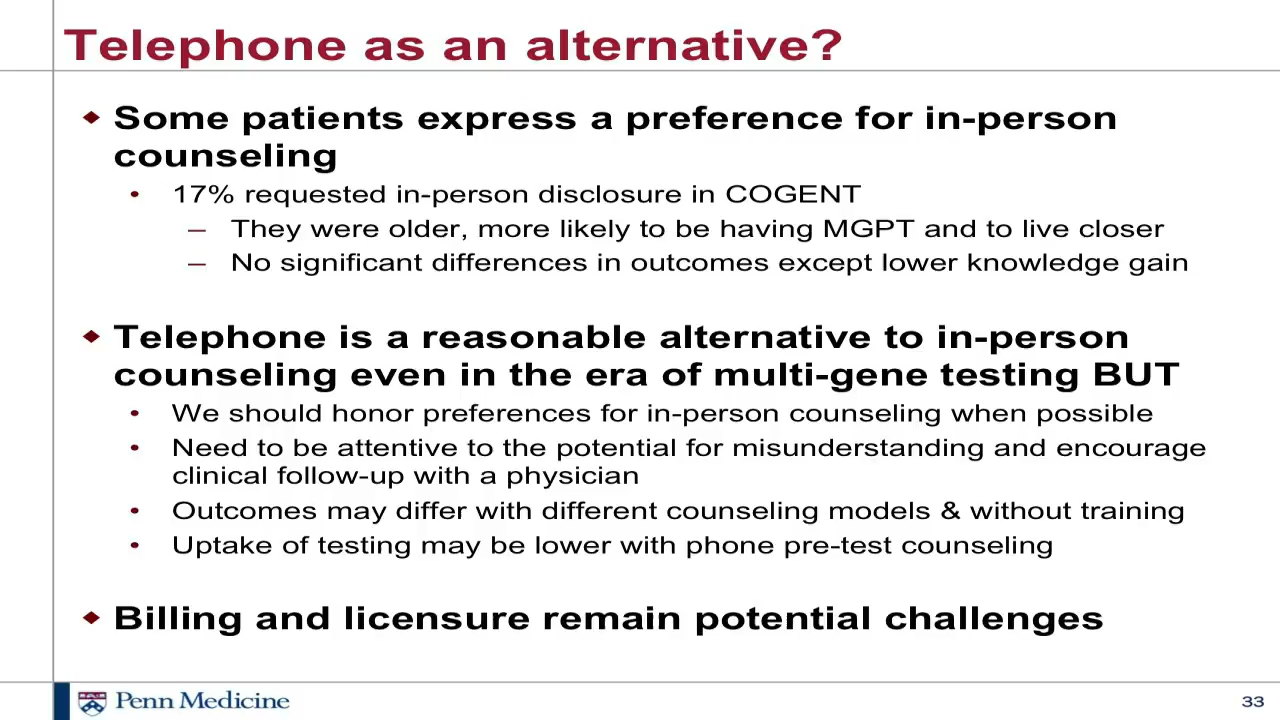 Telephone as an alternative?
Some patients express a preference for in-person
counseling
• 17% requested in-person disclosure in COGENT
— They were older, more likely to be having MGPT and to live closer
— No significant differences in outcomes except lower knowledge gain
Telephone is a reasonable alternative to in-person
counseling even in the era of multi-gene testing BUT
• We should honor preferences for in-person counseling when possible
• Need to be attentive to the potential for misunderstanding and encourage
clinical follow-up with a physician
• Outcomes may differ with different counseling models & without training
• Uptake of testing may be lower with phone pre-test counseling
Billing and licensure remain potential challenges
Penn Medicine
33